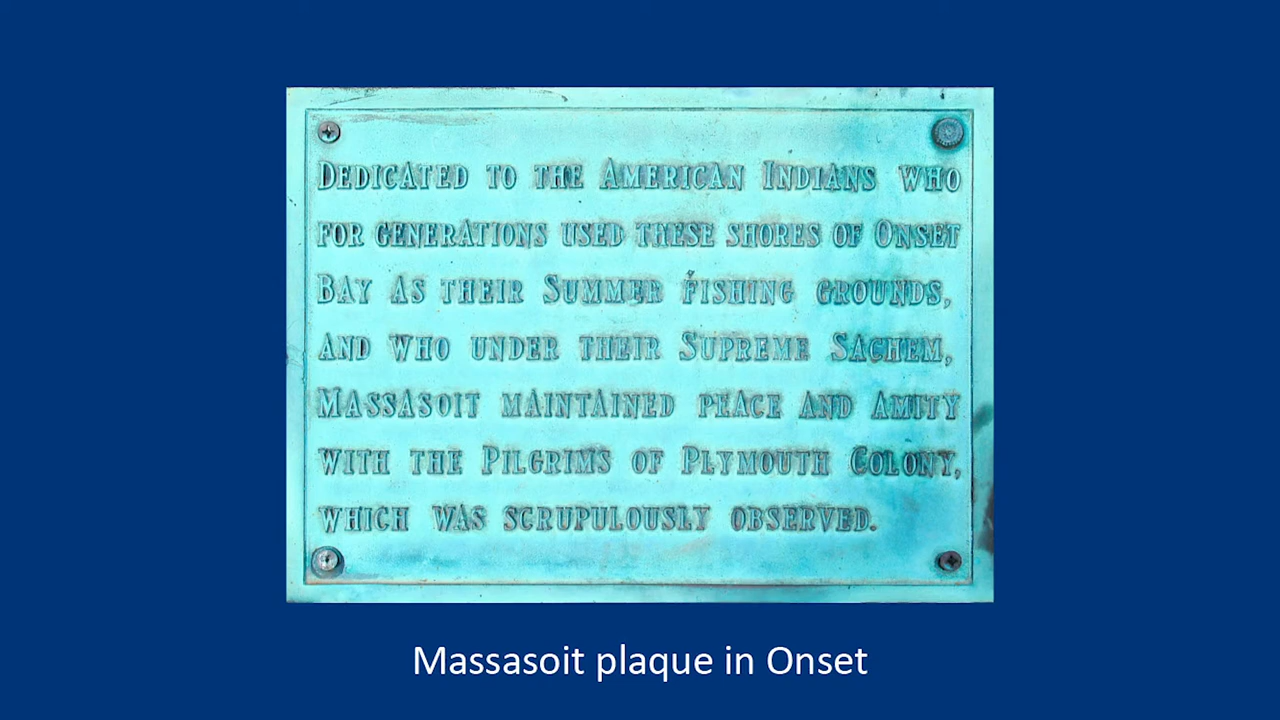 DEDICATED TO THE AMERICAN INDIANS WHO
FOR GENERATIONS USED THESE SHORES OF ONSET
BAY AS THEIR SUMMER FISHING GROUNDS,
AND WHO UNDER THEIR SUPREME SACHEM,
MASSASOIT MAINTAINED PEACE AND AMITY
WITH THE PILGRIMS OF PLYMOUTH COLONY,
WHICH WAS SCRUPULOUSLY OBSERVED.
Massasoit plaque in Onset